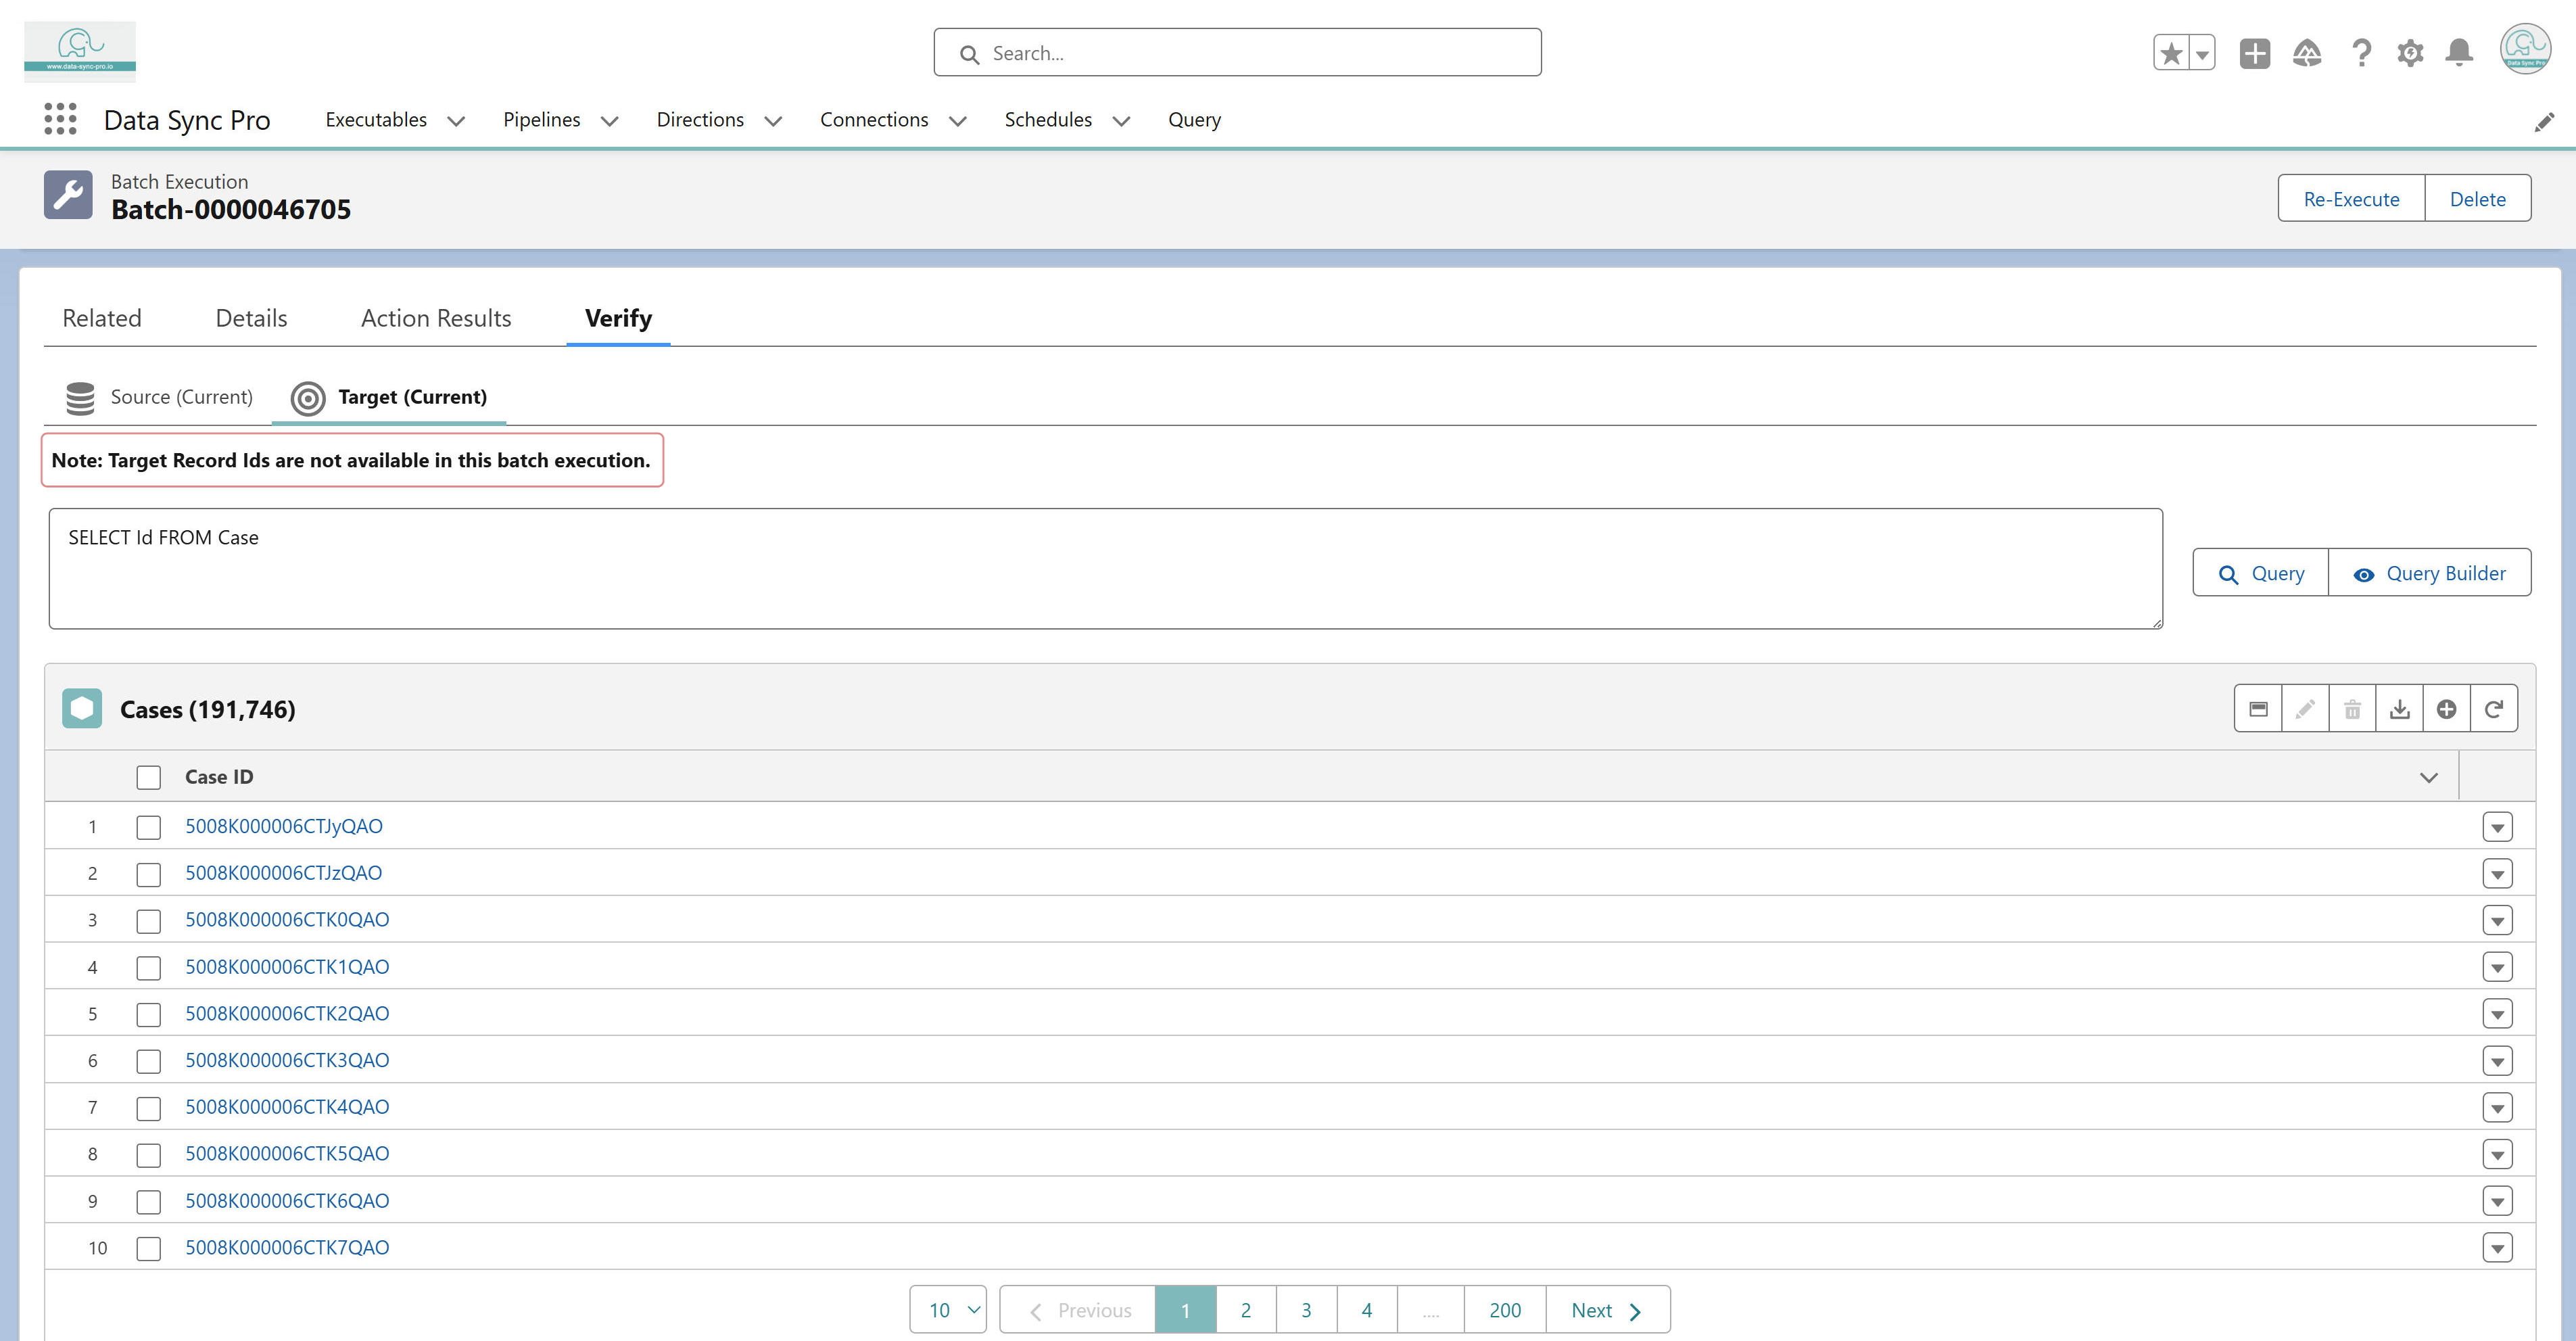 www.data-sync-pro.io
Search...
Data Sync Pro
Data Sync Pro
Executables
Pipelines
Directions
Connections
Schedules
Query
Batch Execution
Batch-0000046705
Re-Execute
Delete
Related
Details
Action Results
Verify
Source (Current)
Target (Current)
Note: Target Record Ids are not available in this batch execution.
SELECT Id FROM Case
Query
Query Builder
Cases (191,746)
Case ID
1 5008K000006CTJyQAO
2 5008K000006CTJzQAO
3 5008K000006CTK0QAO
4 5008K000006CTK1QAO
5 5008K000006CTK2QAO
6 5008K000006CTK3QAO
7 5008K000006CTK4QAO
8 5008K000006CTK5QAO
9 5008K000006CTK6QAO
10 5008K000006CTK7QAO
10
Previous
1
2
3
4
....
200
Next